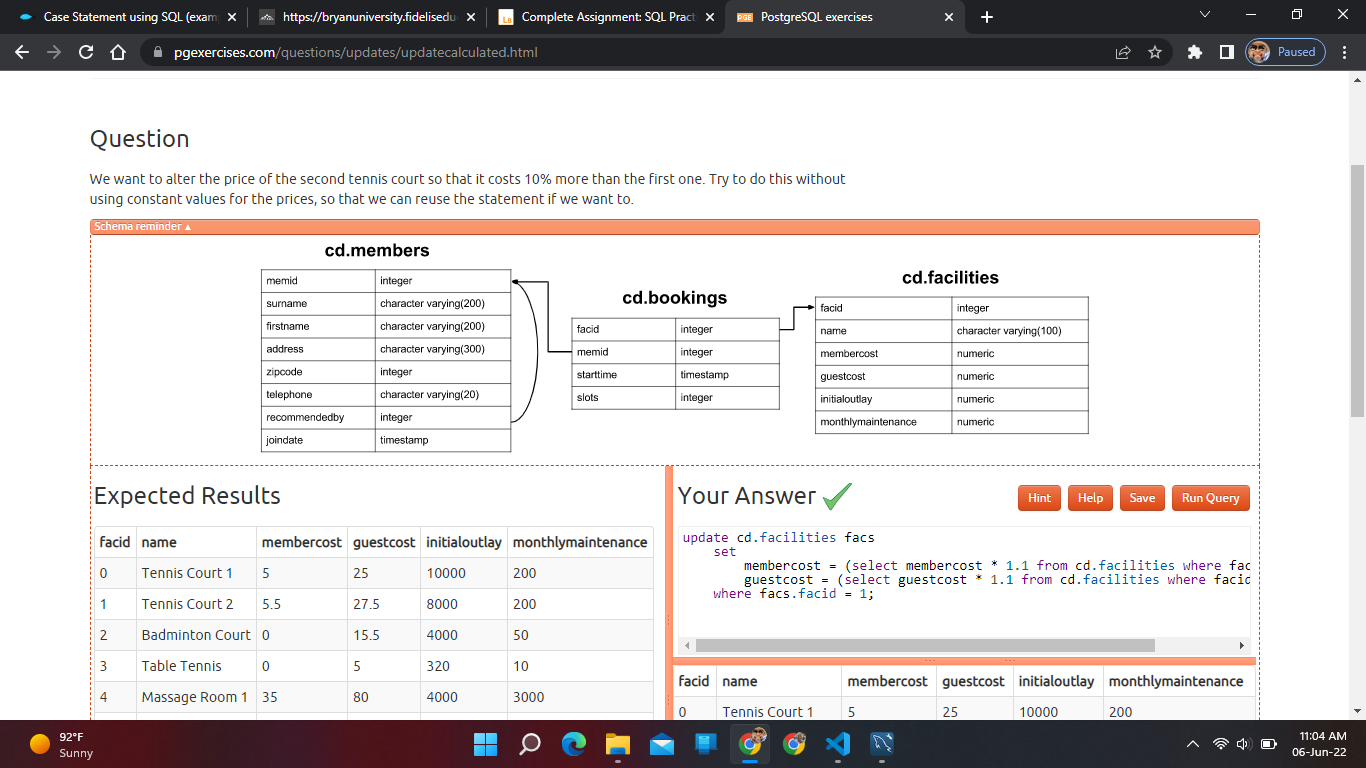 Case Statement using SQL (exam
https://bryanuniversity.fidelisedu
Complete Assignment: SQL Pract
PostgreSQL exercises
pgexercises.com/questions/updates/updatecalculated.html
Paused
Question
We want to alter the price of the second tennis court so that it costs 10% more than the first one. Try to do this without
using constant values for the prices, so that we can reuse the statement if we want to.
Schema reminder ▴
cd.members
memid integer
surname character varying(200)
firstname character varying(200)
address character varying(300)
zipcode integer
telephone character varying(20)
recommendedby integer
joindate timestamp
cd.bookings
facid integer
memid integer
starttime timestamp
slots integer
cd.facilities
facid integer
name character varying(100)
membercost numeric
guestcost numeric
initialoutlay numeric
monthlymaintenance numeric
Expected Results
facid name membercost guestcost initialoutlay monthlymaintenance
0 Tennis Court 1 5 25 10000 200
1 Tennis Court 2 5.5 27.5 8000 200
2 Badminton Court 0 15.5 4000 50
3 Table Tennis 0 5 320 10
4 Massage Room 1 35 80 4000 3000
Your Answer
Hint Help Save Run Query
update cd.facilities facs
set
membercost = (select membercost * 1.1 from cd.facilities where fac
guestcost = (select guestcost * 1.1 from cd.facilities where facid
where facs.facid = 1;
facid name membercost guestcost initialoutlay monthlymaintenance
0 Tennis Court 1 5 25 10000 200
92°F
Sunny
11:04 AM
06-Jun-22